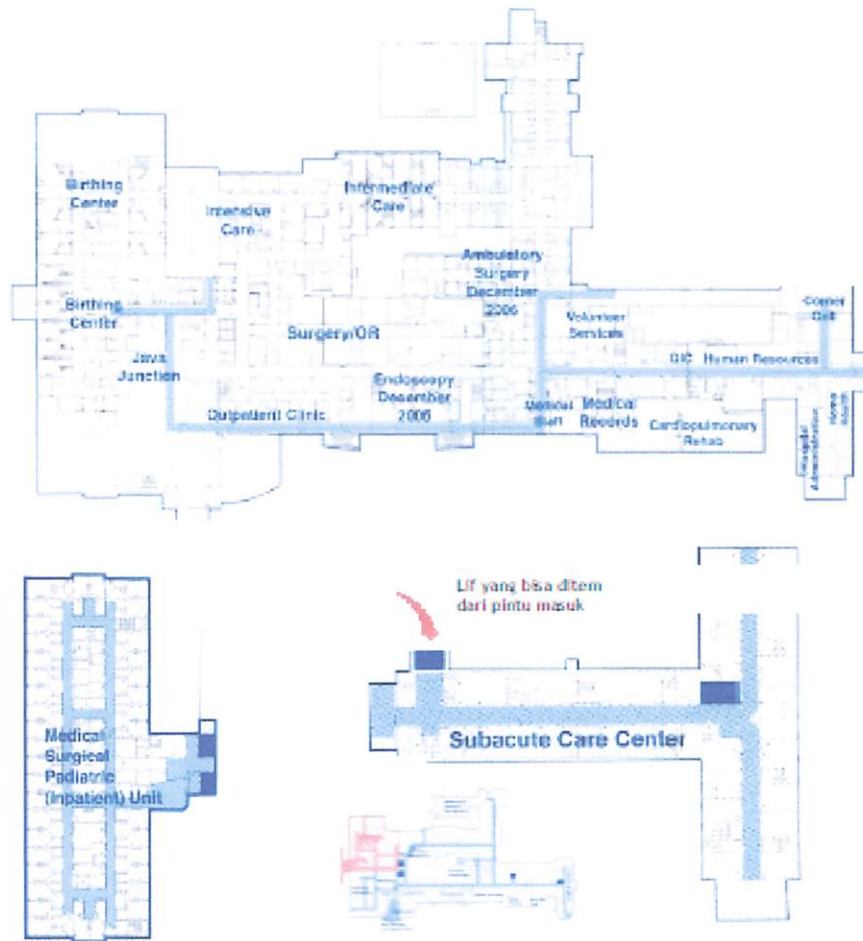 Birthing
Center
Intensive
Care
Intermediate
Care
Ambulatory
Surgery
December
2006
Birthing
Center
Java
Junction
Surgery/OR
Outpatient Clinic
Endoscopy
December
2006
Volunteer
Services
OIC Human Resources
Medical
Staff
Medical
Records
Cardiopulmonary
Rehab
Hospital
Administration
Home
Health
Lif yang bisa ditem
dari pintu masuk
Medical
Surgical
Pediatric
(Inpatient) Unit
Subacute Care Center